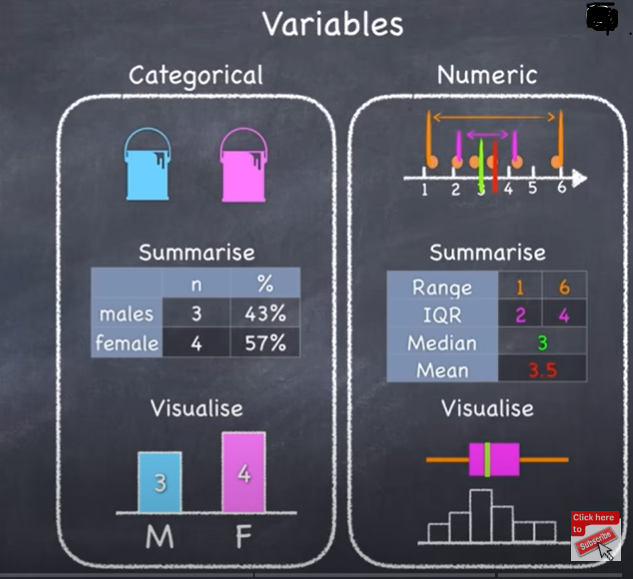 Variables
Categorical
Numeric
1 2 3 4 5 6
Summarise
n %
males 3 43%
female 4 57%
Summarise
Range 1 6
IQR 2 4
Median 3
Mean 3.5
Visualise
3 4
M F
Visualise
Click here
to
Subscribe